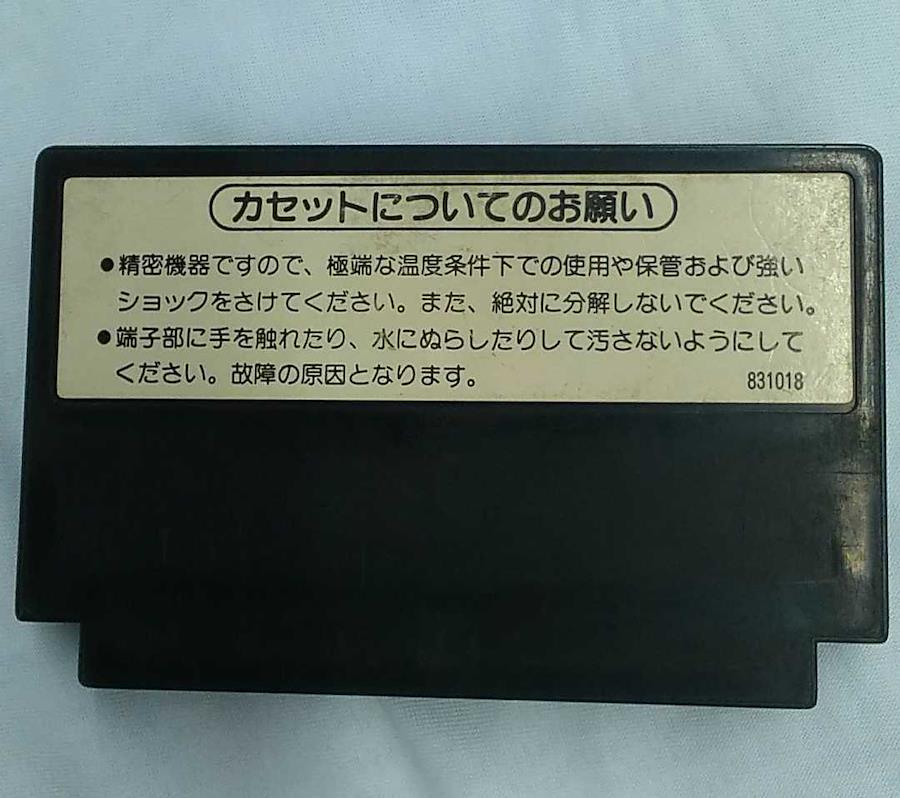 カセットについてのお願い
●精密機器ですので、極端な温度条件下での使用や保管および強い
ショックをさけてください。また、絶対に分解しないでください。
●端子部に手を触れたり、水にぬらしたりして汚さないようにして
ください。故障の原因となります。 831018